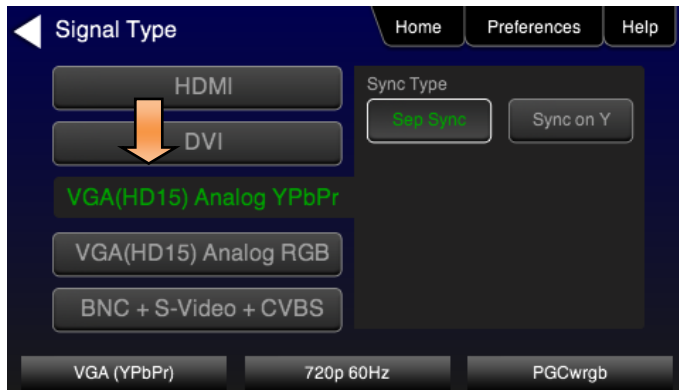 Signal Type
Home
Preferences
Help
HDMI
DVI
VGA(HD15) Analog YPbPr
VGA(HD15) Analog RGB
BNC + S-Video + CVBS
Sync Type
Sep Sync
Sync on Y
VGA (YPbPr)
720p 60Hz
PGCwrgb